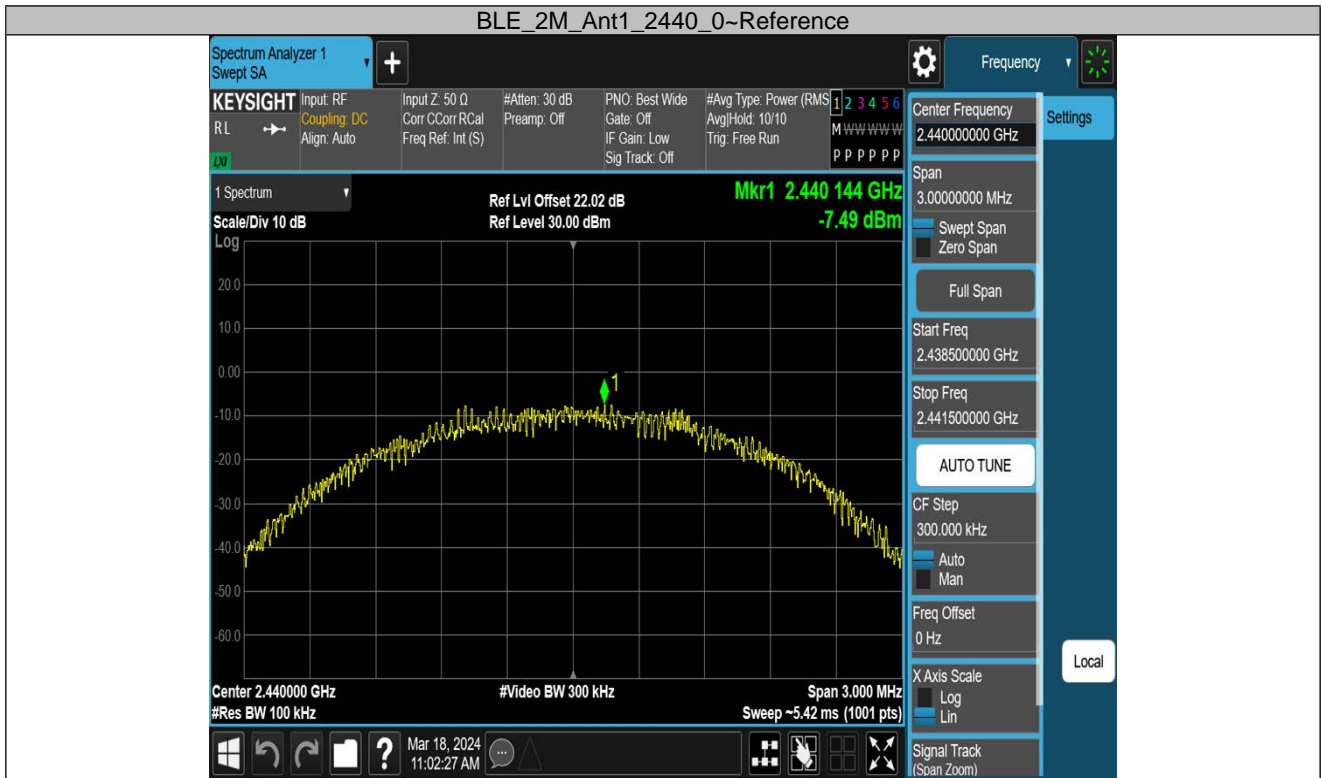 BLE_2M_Ant1_2440_0~Reference
Spectrum Analyzer 1
Swept SA
+
Frequency
KEYSIGHT
RL
LXI
Input: RF
Coupling: DC
Align: Auto
Input Z: 50 Ω
Corr CCorr RCal
Freq Ref: Int (S)
#Atten: 30 dB
Preamp: Off
PNO: Best Wide
Gate: Off
IF Gain: Low
Sig Track: Off
#Avg Type: Power (RMS
Avg|Hold: 10/10
Trig: Free Run
1 2 3 4 5 6
M W W W W W
P P P P P P
Center Frequency
2.440000000 GHz
Settings
Span
3.00000000 MHz
Swept Span
Zero Span
Full Span
Start Freq
2.438500000 GHz
Stop Freq
2.441500000 GHz
AUTO TUNE
CF Step
300.000 kHz
Auto
Man
Freq Offset
0 Hz
X Axis Scale
Log
Lin
Signal Track
(Span Zoom)
Local
1 Spectrum
Scale/Div 10 dB
Log
Ref Lvl Offset 22.02 dB
Ref Level 30.00 dBm
Mkr1 2.440 144 GHz
-7.49 dBm
20.0
10.0
0.00
-10.0
-20.0
-30.0
-40.0
-50.0
-60.0
1
Center 2.440000 GHz
#Res BW 100 kHz
#Video BW 300 kHz
Span 3.000 MHz
Sweep ~5.42 ms (1001 pts)
?
Mar 18, 2024
11:02:27 AM